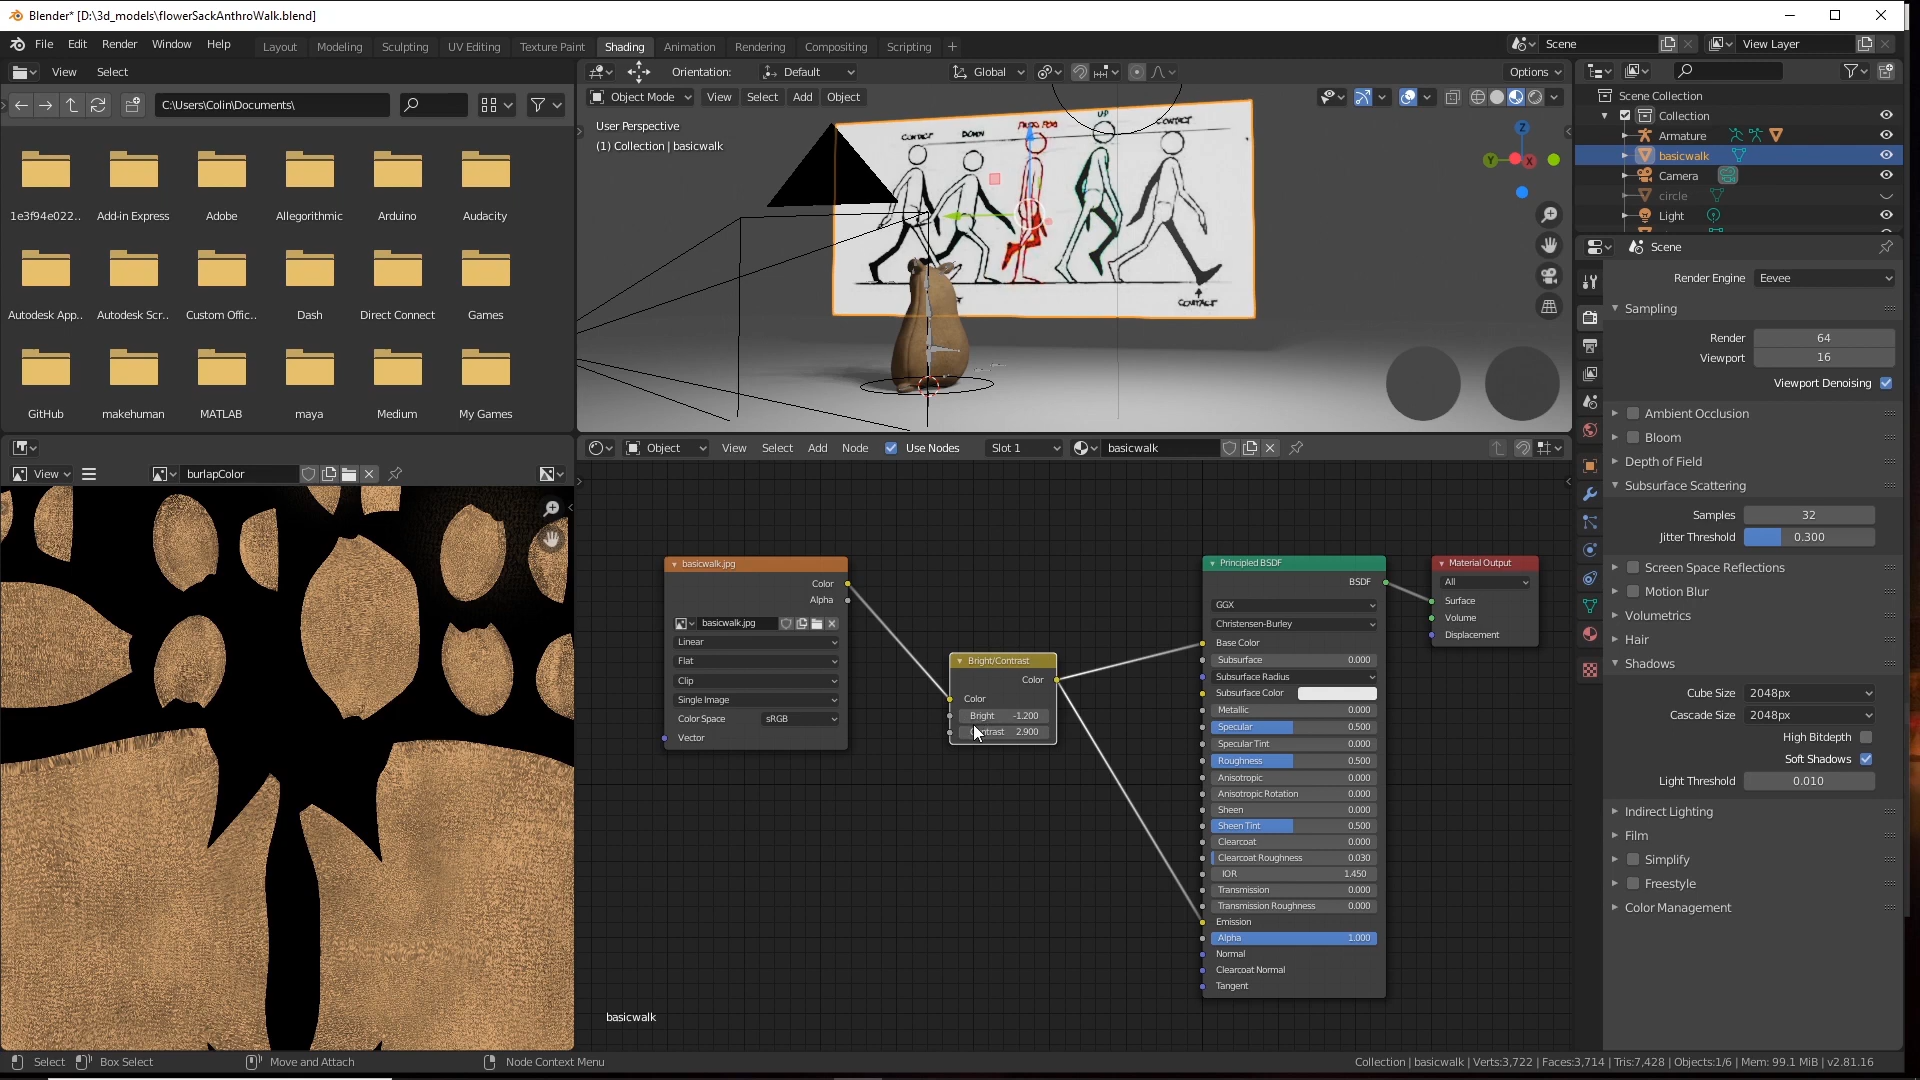 Blender* [D:\3d_models\flowerSackAnthroWalk.blend]
File Edit Render Window Help
Layout Modeling Sculpting UV Editing Texture Paint Shading Animation Rendering Compositing Scripting +
Scene
View Layer
View Select
C:\Users\Colin\Documents\
1e3f94e022.. Add-in Express Adobe Allegorithmic Arduino Audacity
Autodesk App.. Autodesk Scr.. Custom Offic.. Dash Direct Connect Games
GitHub makehuman MATLAB maya Medium My Games
Orientation: Default Global Options
Object Mode View Select Add Object
User Perspective
(1) Collection | basicwalk
CONTACT DOWN UP CONTACT
CONTACT
Z
Y X
Scene Collection
Collection
Armature
basicwalk
Camera
circle
Light
View burlapColor
Object View Select Add Node Use Nodes Slot 1 basicwalk
basicwalk.jpg
Color
Alpha
basicwalk.jpg
Linear
Flat
Clip
Single Image
Color Space sRGB
Vector
Bright/Contrast
Color
Color
Bright -1.200
ntrast 2.900
Principled BSDF
BSDF
GGX
Christensen-Burley
Base Color
Subsurface 0.000
Subsurface Radius
Subsurface Color
Metallic 0.000
Specular 0.500
Specular Tint 0.000
Roughness 0.500
Anisotropic 0.000
Anisotropic Rotation 0.000
Sheen 0.000
Sheen Tint 0.500
Clearcoat 0.000
Clearcoat Roughness 0.030
IOR 1.450
Transmission 0.000
Transmission Roughness 0.000
Emission
Alpha 1.000
Normal
Clearcoat Normal
Tangent
Material Output
All
Surface
Volume
Displacement
basicwalk
Scene
Render Engine Eevee
Sampling
Render 64
Viewport 16
Viewport Denoising
Ambient Occlusion
Bloom
Depth of Field
Subsurface Scattering
Samples 32
Jitter Threshold 0.300
Screen Space Reflections
Motion Blur
Volumetrics
Hair
Shadows
Cube Size 2048px
Cascade Size 2048px
High Bitdepth
Soft Shadows
Light Threshold 0.010
Indirect Lighting
Film
Simplify
Freestyle
Color Management
Select Box Select Move and Attach Node Context Menu
Collection | basicwalk | Verts:3,722 | Faces:3,714 | Tris:7,428 | Objects:1/6 | Mem: 99.1 MiB | v2.81.16